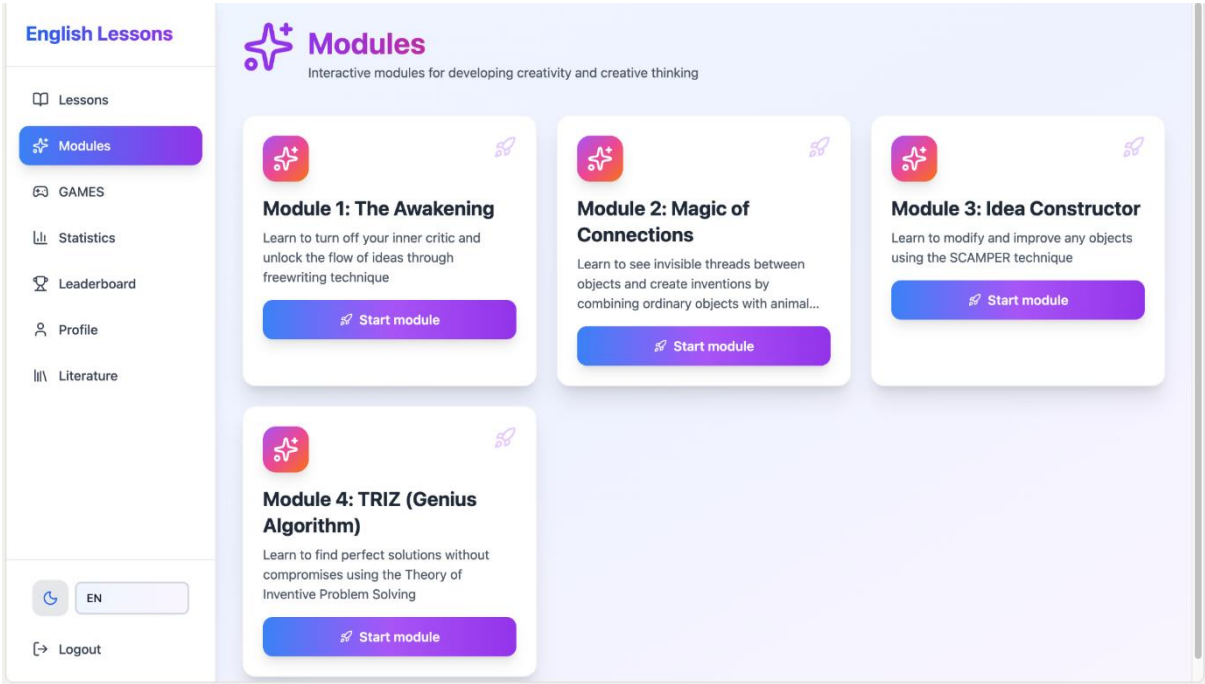 English Lessons
Lessons
Modules
GAMES
Statistics
Leaderboard
Profile
Literature
EN
Logout
Modules
Interactive modules for developing creativity and creative thinking
Module 1: The Awakening
Learn to turn off your inner critic and
unlock the flow of ideas through
freewriting technique
Start module
Module 2: Magic of
Connections
Learn to see invisible threads between
objects and create inventions by
combining ordinary objects with animal...
Start module
Module 3: Idea Constructor
Learn to modify and improve any objects
using the SCAMPER technique
Start module
Module 4: TRIZ (Genius
Algorithm)
Learn to find perfect solutions without
compromises using the Theory of
Inventive Problem Solving
Start module